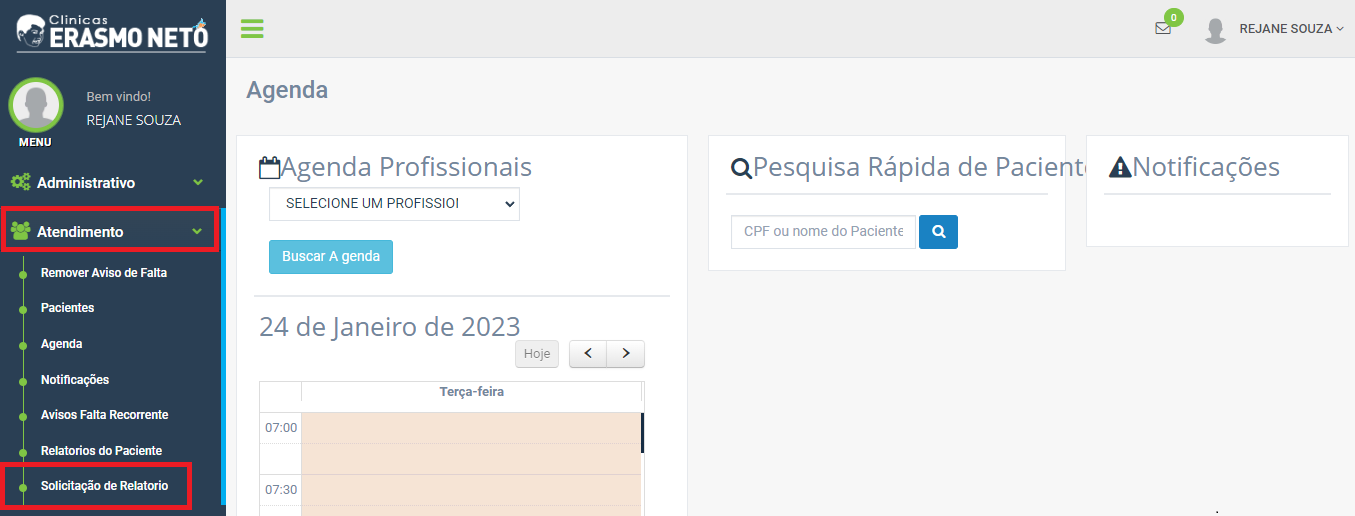 Clinicas
ERASMO NETO
Bem vindo!
REJANE SOUZA
MENU
Administrativo
Atendimento
Remover Aviso de Falta
Pacientes
Agenda
Notificações
Avisos Falta Recorrente
Relatorios do Paciente
Solicitação de Relatorio
0
REJANE SOUZA
Agenda
Agenda Profissionais
SELECIONE UM PROFISSIOI
Buscar A genda
24 de Janeiro de 2023
Hoje
Terça-feira
07:00
07:30
Pesquisa Rápida de Paciente
CPF ou nome do Paciente
Notificações